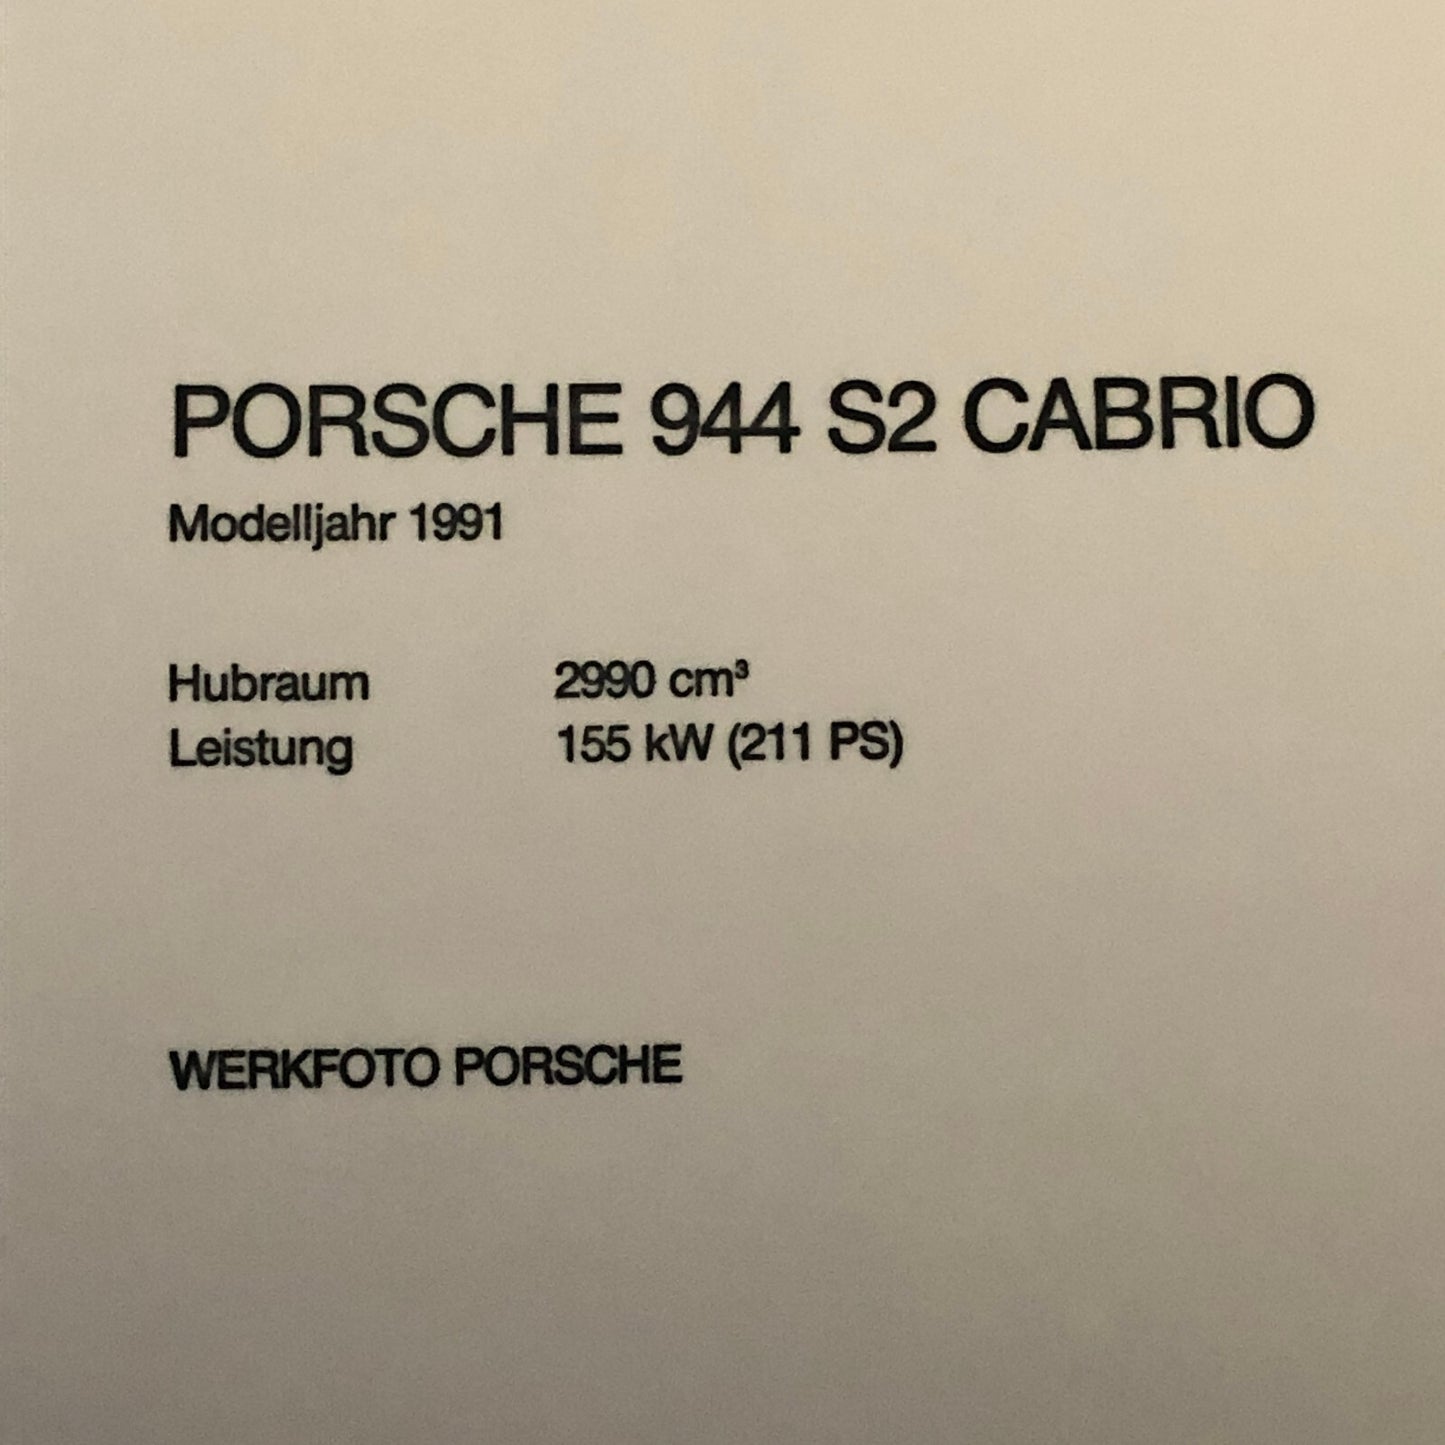 PORSCHE 944 S2 CABRIO
Modelljahr 1991
Hubraum 2990 cm³
Leistung 155 kW (211 PS)
WERKFOTO PORSCHE